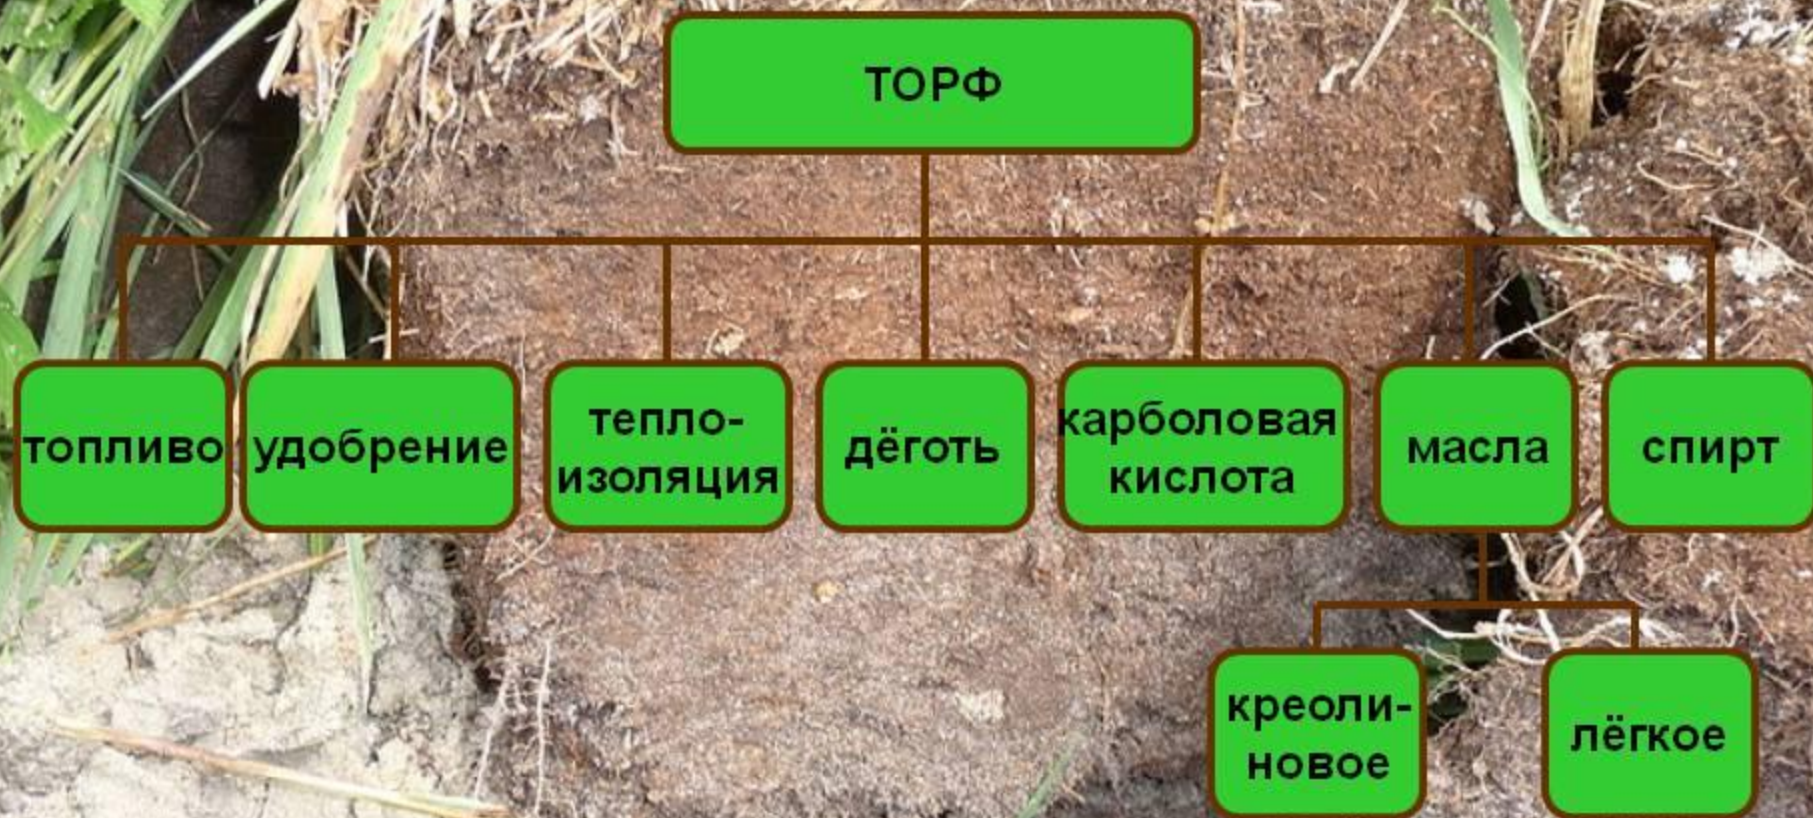 ТОРФ
топливо
удобрение
тепло-
изоляция
дёготь
карболовая
кислота
масла
спирт
креоли-
новое
лёгкое